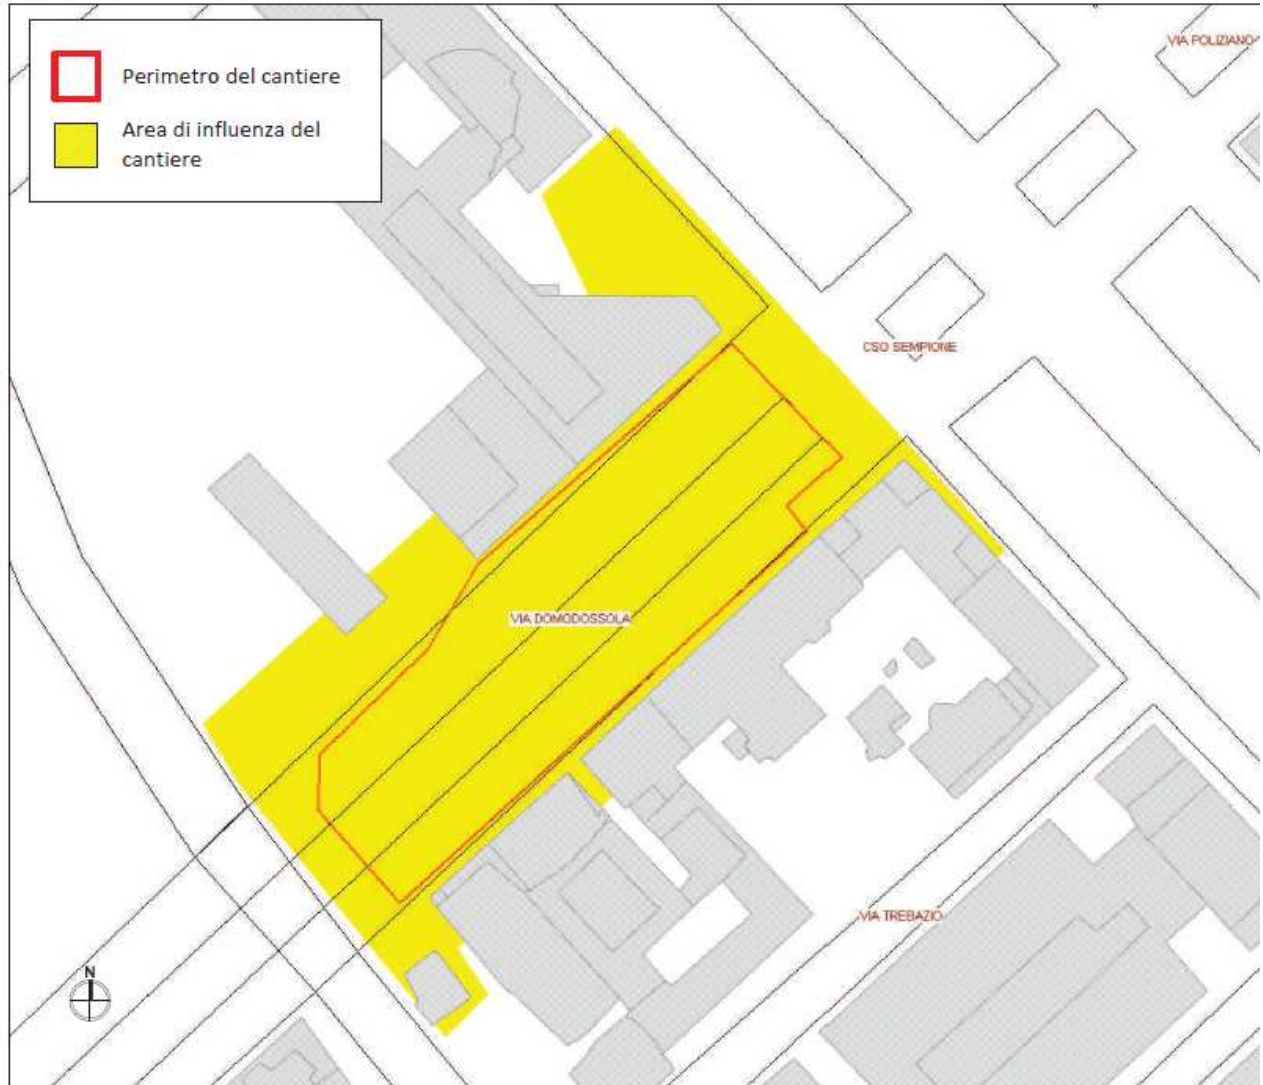 Perimetro del cantiere
Area di influenza del
cantiere
VIA POLIZIANO
CSO SEMPIONE
VIA DOMODOSSOLA
VIA TREBAZIO
N